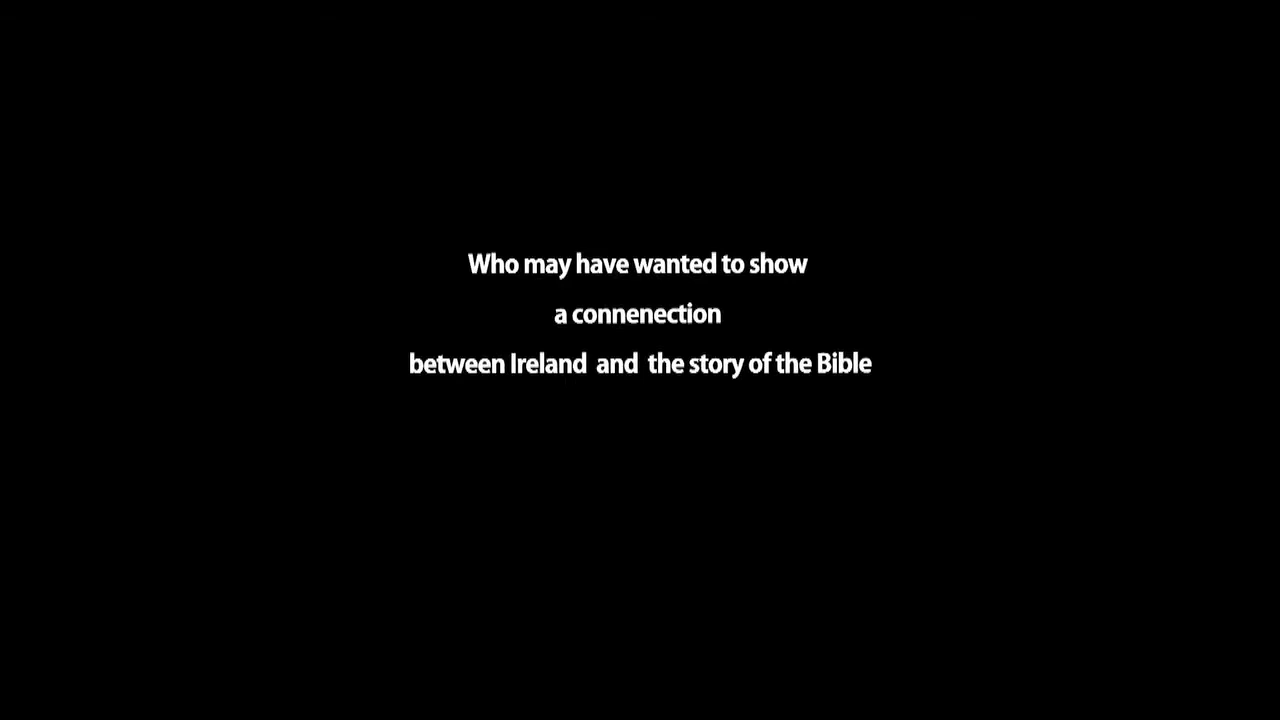 Who may have wanted to show
a connenection
between Ireland and the story of the Bible